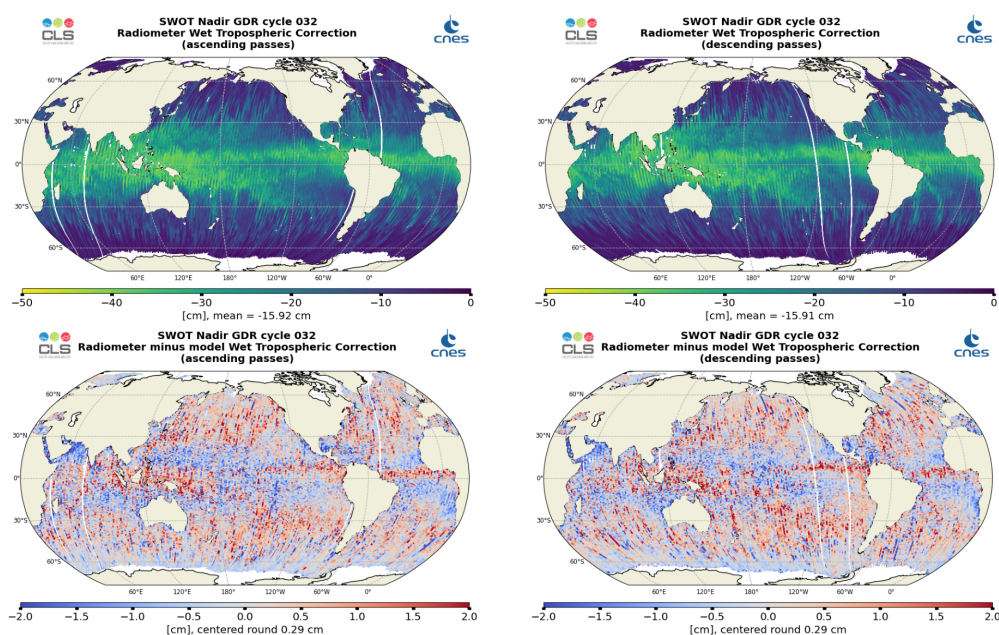 SWOT Nadir GDR cycle 032
Radiometer Wet Tropospheric Correction
(ascending passes)
CLS
cnes
60°N
30°N
0°
30°S
60°S
60°E 120°E 180° 120°W 60°W 0°
−50 −40 −30 −20 −10 0
[cm], mean = -15.92 cm
SWOT Nadir GDR cycle 032
Radiometer Wet Tropospheric Correction
(descending passes)
CLS
cnes
60°N
30°N
0°
30°S
60°S
60°E 120°E 180° 120°W 60°W 0°
−50 −40 −30 −20 −10 0
[cm], mean = -15.91 cm
SWOT Nadir GDR cycle 032
Radiometer minus model Wet Tropospheric Correction
(ascending passes)
CLS
cnes
60°N
30°N
0°
30°S
60°S
60°E 120°E 180° 120°W 60°W 0°
−2.0 −1.5 −1.0 −0.5 0.0 0.5 1.0 1.5 2.0
[cm], centered round 0.29 cm
SWOT Nadir GDR cycle 032
Radiometer minus model Wet Tropospheric Correction
(descending passes)
CLS
cnes
60°N
30°N
0°
30°S
60°S
60°E 120°E 180° 120°W 60°W 0°
−2.0 −1.5 −1.0 −0.5 0.0 0.5 1.0 1.5 2.0
[cm], centered round 0.29 cm